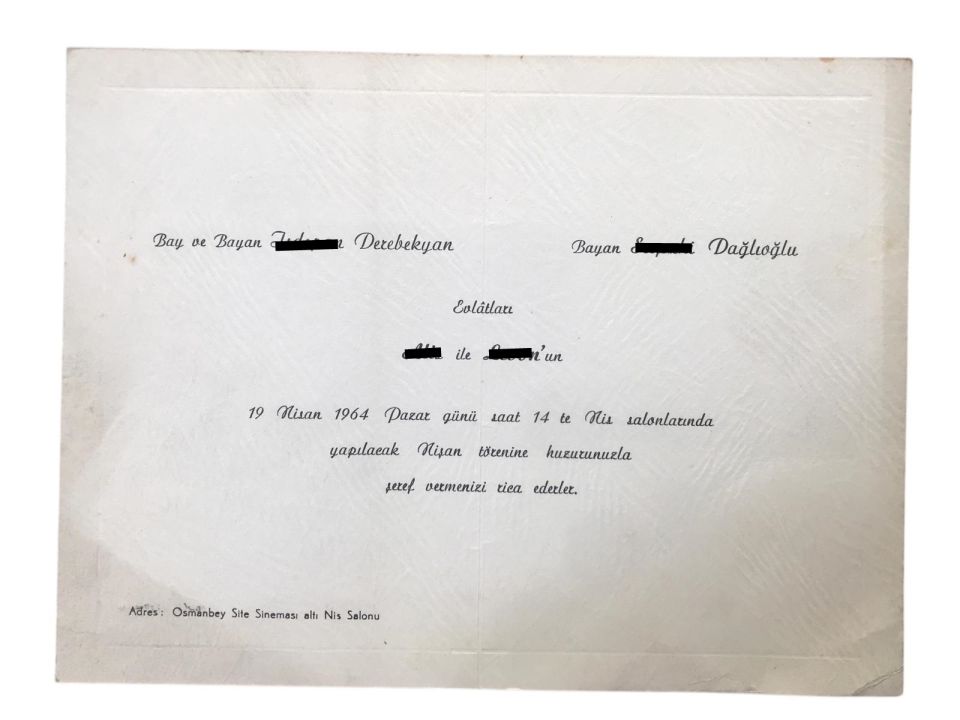 Bay ve Bayan Derebekyan
Bayan Dağlıoğlu
Evlâtları
ile 'un
19 Nisan 1964 Pazar günü saat 14 te Nis salonlarında
yapılacak Nişan törenine huzurunuzla
şeref vermenizi rica ederler.
Adres: Osmanbey Site Sineması altı Nis Salonu